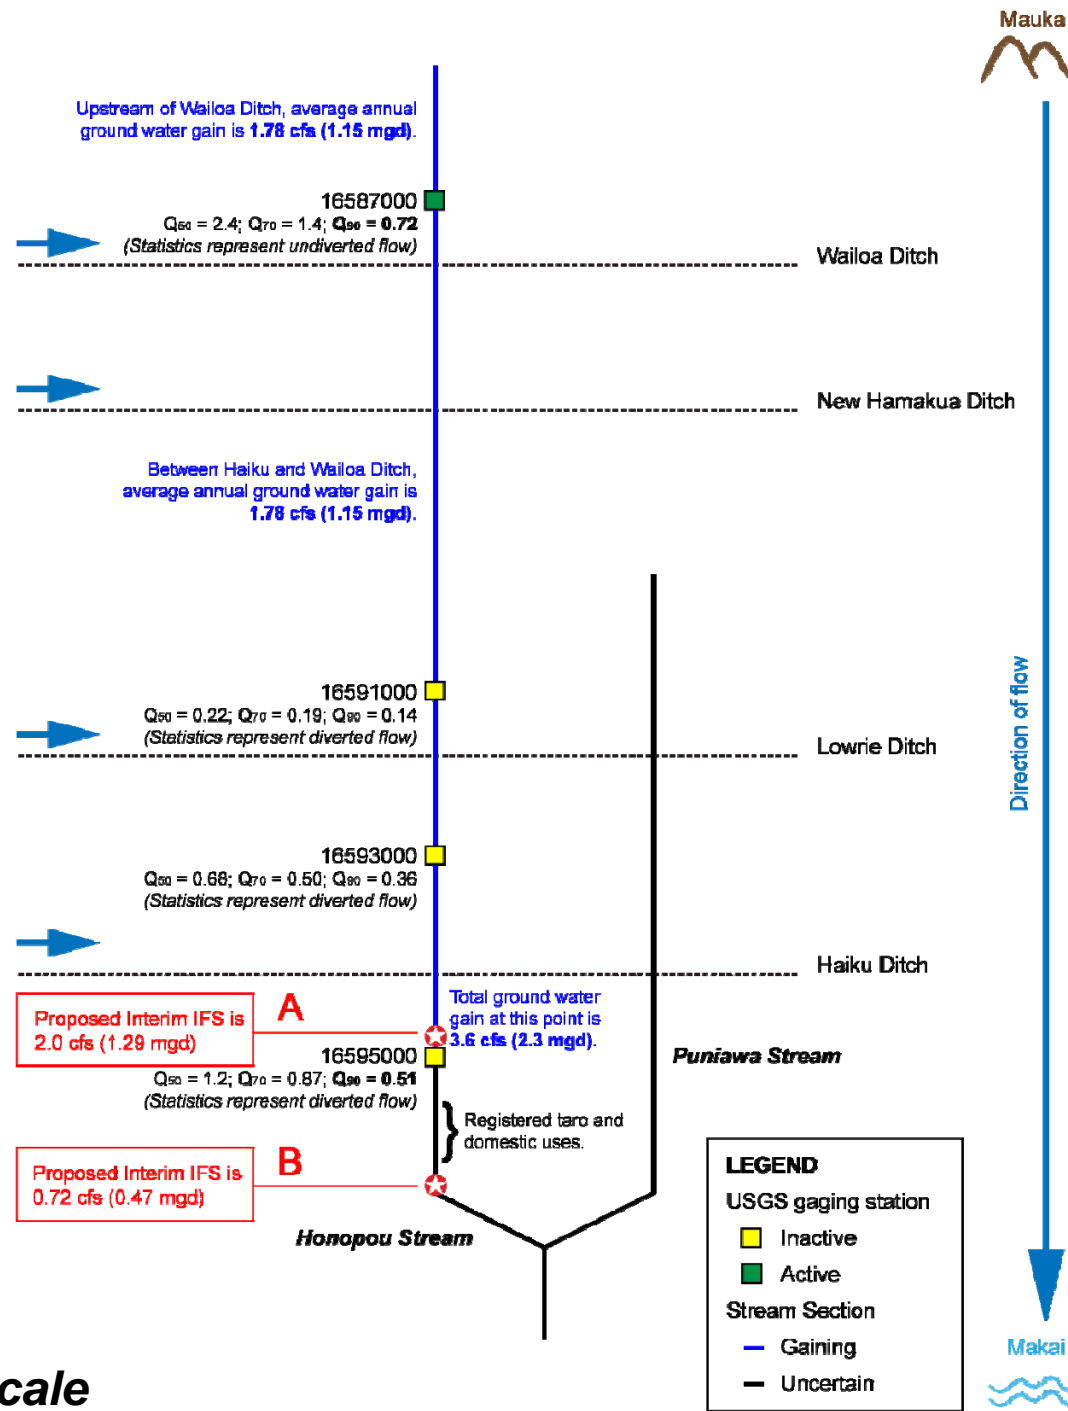 Mauka
Upstream of Wailoa Ditch, average annual
ground water gain is 1.78 cfs (1.15 mgd).
16587000
Q50 = 2.4; Q70 = 1.4; Q90 = 0.72
(Statistics represent undiverted flow)
Wailoa Ditch
New Hamakua Ditch
Between Haiku and Wailoa Ditch,
average annual ground water gain is
1.78 cfs (1.15 mgd).
16591000
Q50 = 0.22; Q70 = 0.19; Q90 = 0.14
(Statistics represent diverted flow)
Lowrie Ditch
Direction of flow
16593000
Q50 = 0.68; Q70 = 0.50; Q90 = 0.36
(Statistics represent diverted flow)
Haiku Ditch
A
Proposed Interim IFS is
2.0 cfs (1.29 mgd)
Total ground water
gain at this point is
3.6 cfs (2.3 mgd).
16595000
Q50 = 1.2; Q70 = 0.87; Q90 = 0.51
(Statistics represent diverted flow)
Puniawa Stream
Registered taro and
domestic uses.
B
Proposed Interim IFS is
0.72 cfs (0.47 mgd)
Honopou Stream
LEGEND
USGS gaging station
Inactive
Active
Stream Section
Gaining
Uncertain
Makai
cale